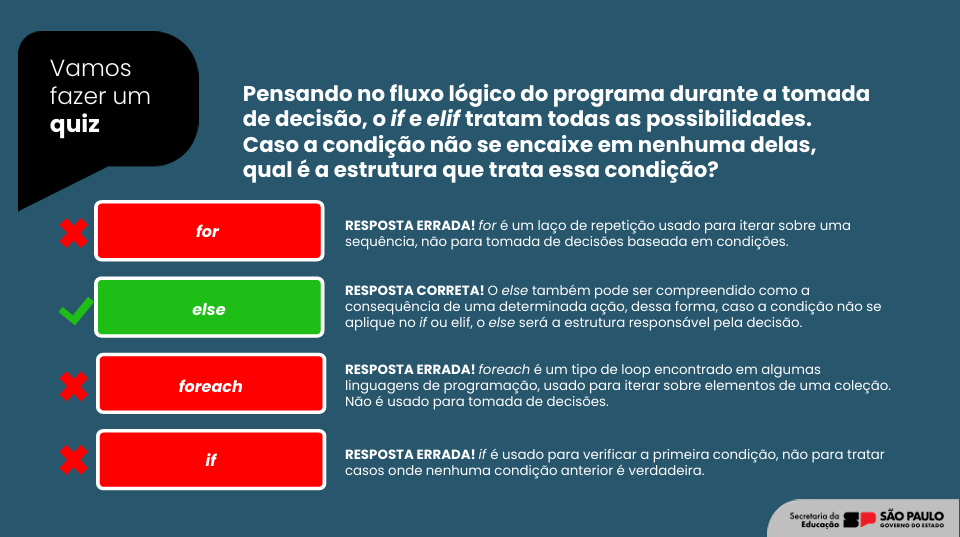 Vamos
fazer um
quiz
Pensando no fluxo lógico do programa durante a tomada
de decisão, o if e elif tratam todas as possibilidades.
Caso a condição não se encaixe em nenhuma delas,
qual é a estrutura que trata essa condição?
for
RESPOSTA ERRADA! for é um laço de repetição usado para iterar sobre uma
sequência, não para tomada de decisões baseada em condições.
else
RESPOSTA CORRETA! O else também pode ser compreendido como a
consequência de uma determinada ação, dessa forma, caso a condição não se
aplique no if ou elif, o else será a estrutura responsável pela decisão.
foreach
RESPOSTA ERRADA! foreach é um tipo de loop encontrado em algumas
linguagens de programação, usado para iterar sobre elementos de uma coleção.
Não é usado para tomada de decisões.
if
RESPOSTA ERRADA! if é usado para verificar a primeira condição, não para tratar
casos onde nenhuma condição anterior é verdadeira.
Secretaria da
Educação
SP
SÃO PAULO
GOVERNO DO ESTADO